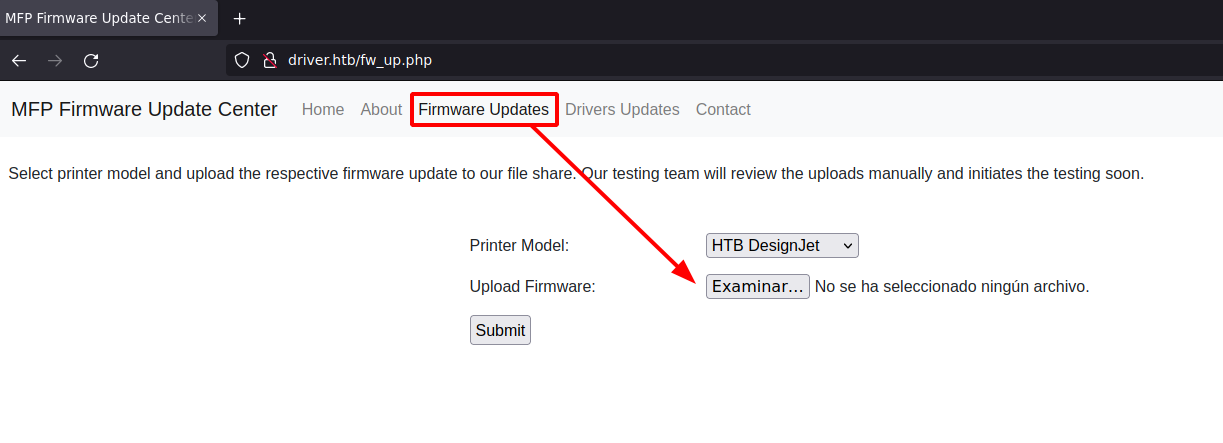 MFP Firmware Update Cente
driver.htb/fw_up.php
MFP Firmware Update Center Home About Firmware Updates Drivers Updates Contact
Select printer model and upload the respective firmware update to our file share. Our testing team will review the uploads manually and initiates the testing soon.
Printer Model: HTB DesignJet
Upload Firmware: Examinar... No se ha seleccionado ningún archivo.
Submit